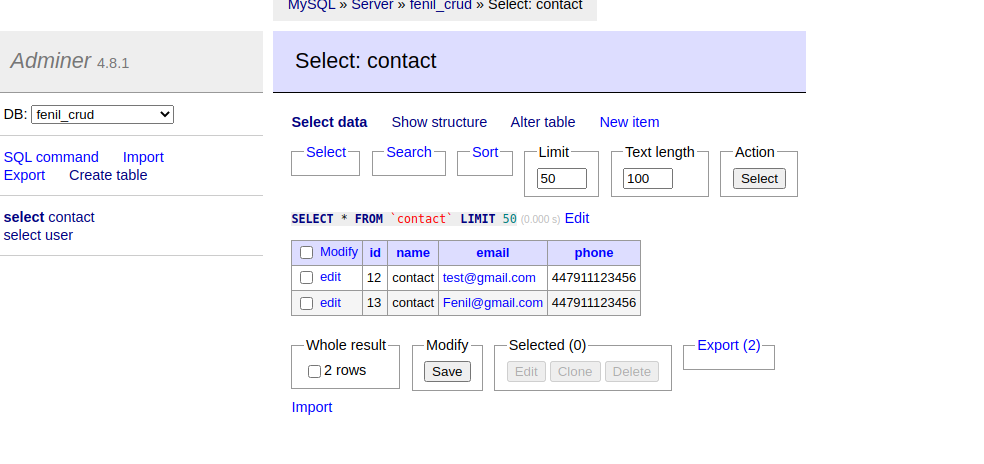 MySQL » Server » fenil_crud » Select: contact
Adminer 4.8.1
Select: contact
DB: fenil_crud
SQL command Import
Export Create table
select contact
select user
Select data Show structure Alter table New item
Select Search Sort Limit Text length Action
50 100 Select
SELECT * FROM `contact` LIMIT 50 (0.000 s) Edit
Modify id name email phone
edit 12 contact test@gmail.com 447911123456
edit 13 contact Fenil@gmail.com 447911123456
Whole result Modify Selected (0) Export (2)
2 rows Save Edit Clone Delete
Import